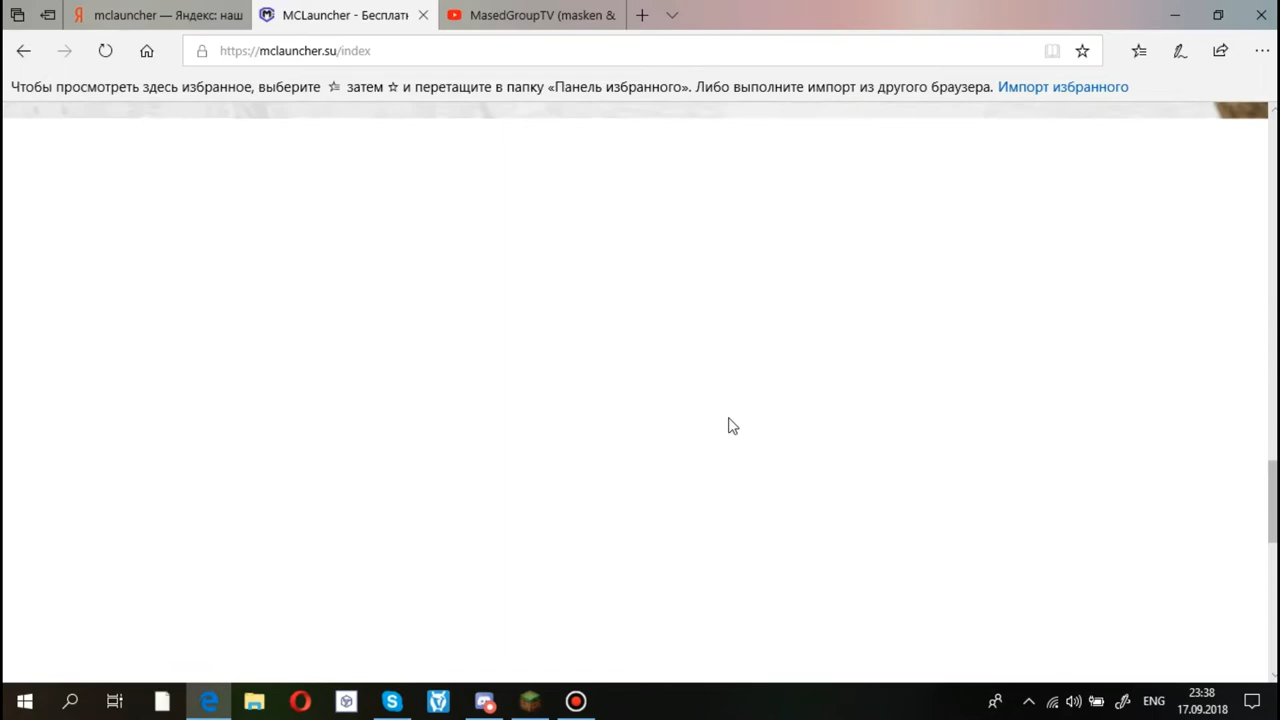 mclauncher — Яндекс: наш
MCLauncher - Бесплатн
MasedGroupTV (masken &
https://mclauncher.su/index
Чтобы просмотреть здесь избранное, выберите затем и перетащите в папку «Панель избранного». Либо выполните импорт из другого браузера. Импорт избранного
ENG
23:38
17.09.2018